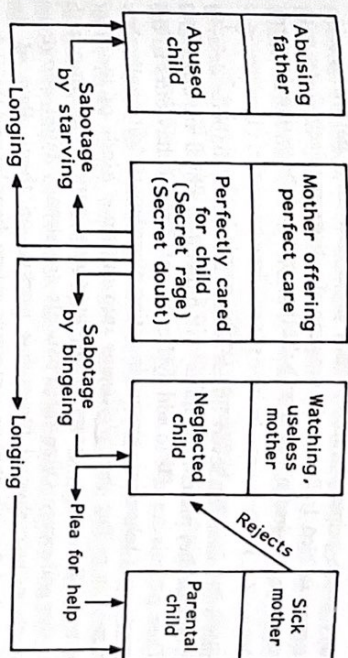 Abusing
father
Abused
child
Mother offering
perfect care
Perfectly cared
for child
(Secret rage)
(Secret doubt)
Watching,
useless
mother
Neglected
child
Sick
mother
Parental
child
Rejects
Sabotage
by starving
Longing
Sabotage
by bingeing
Plea for help
Longing